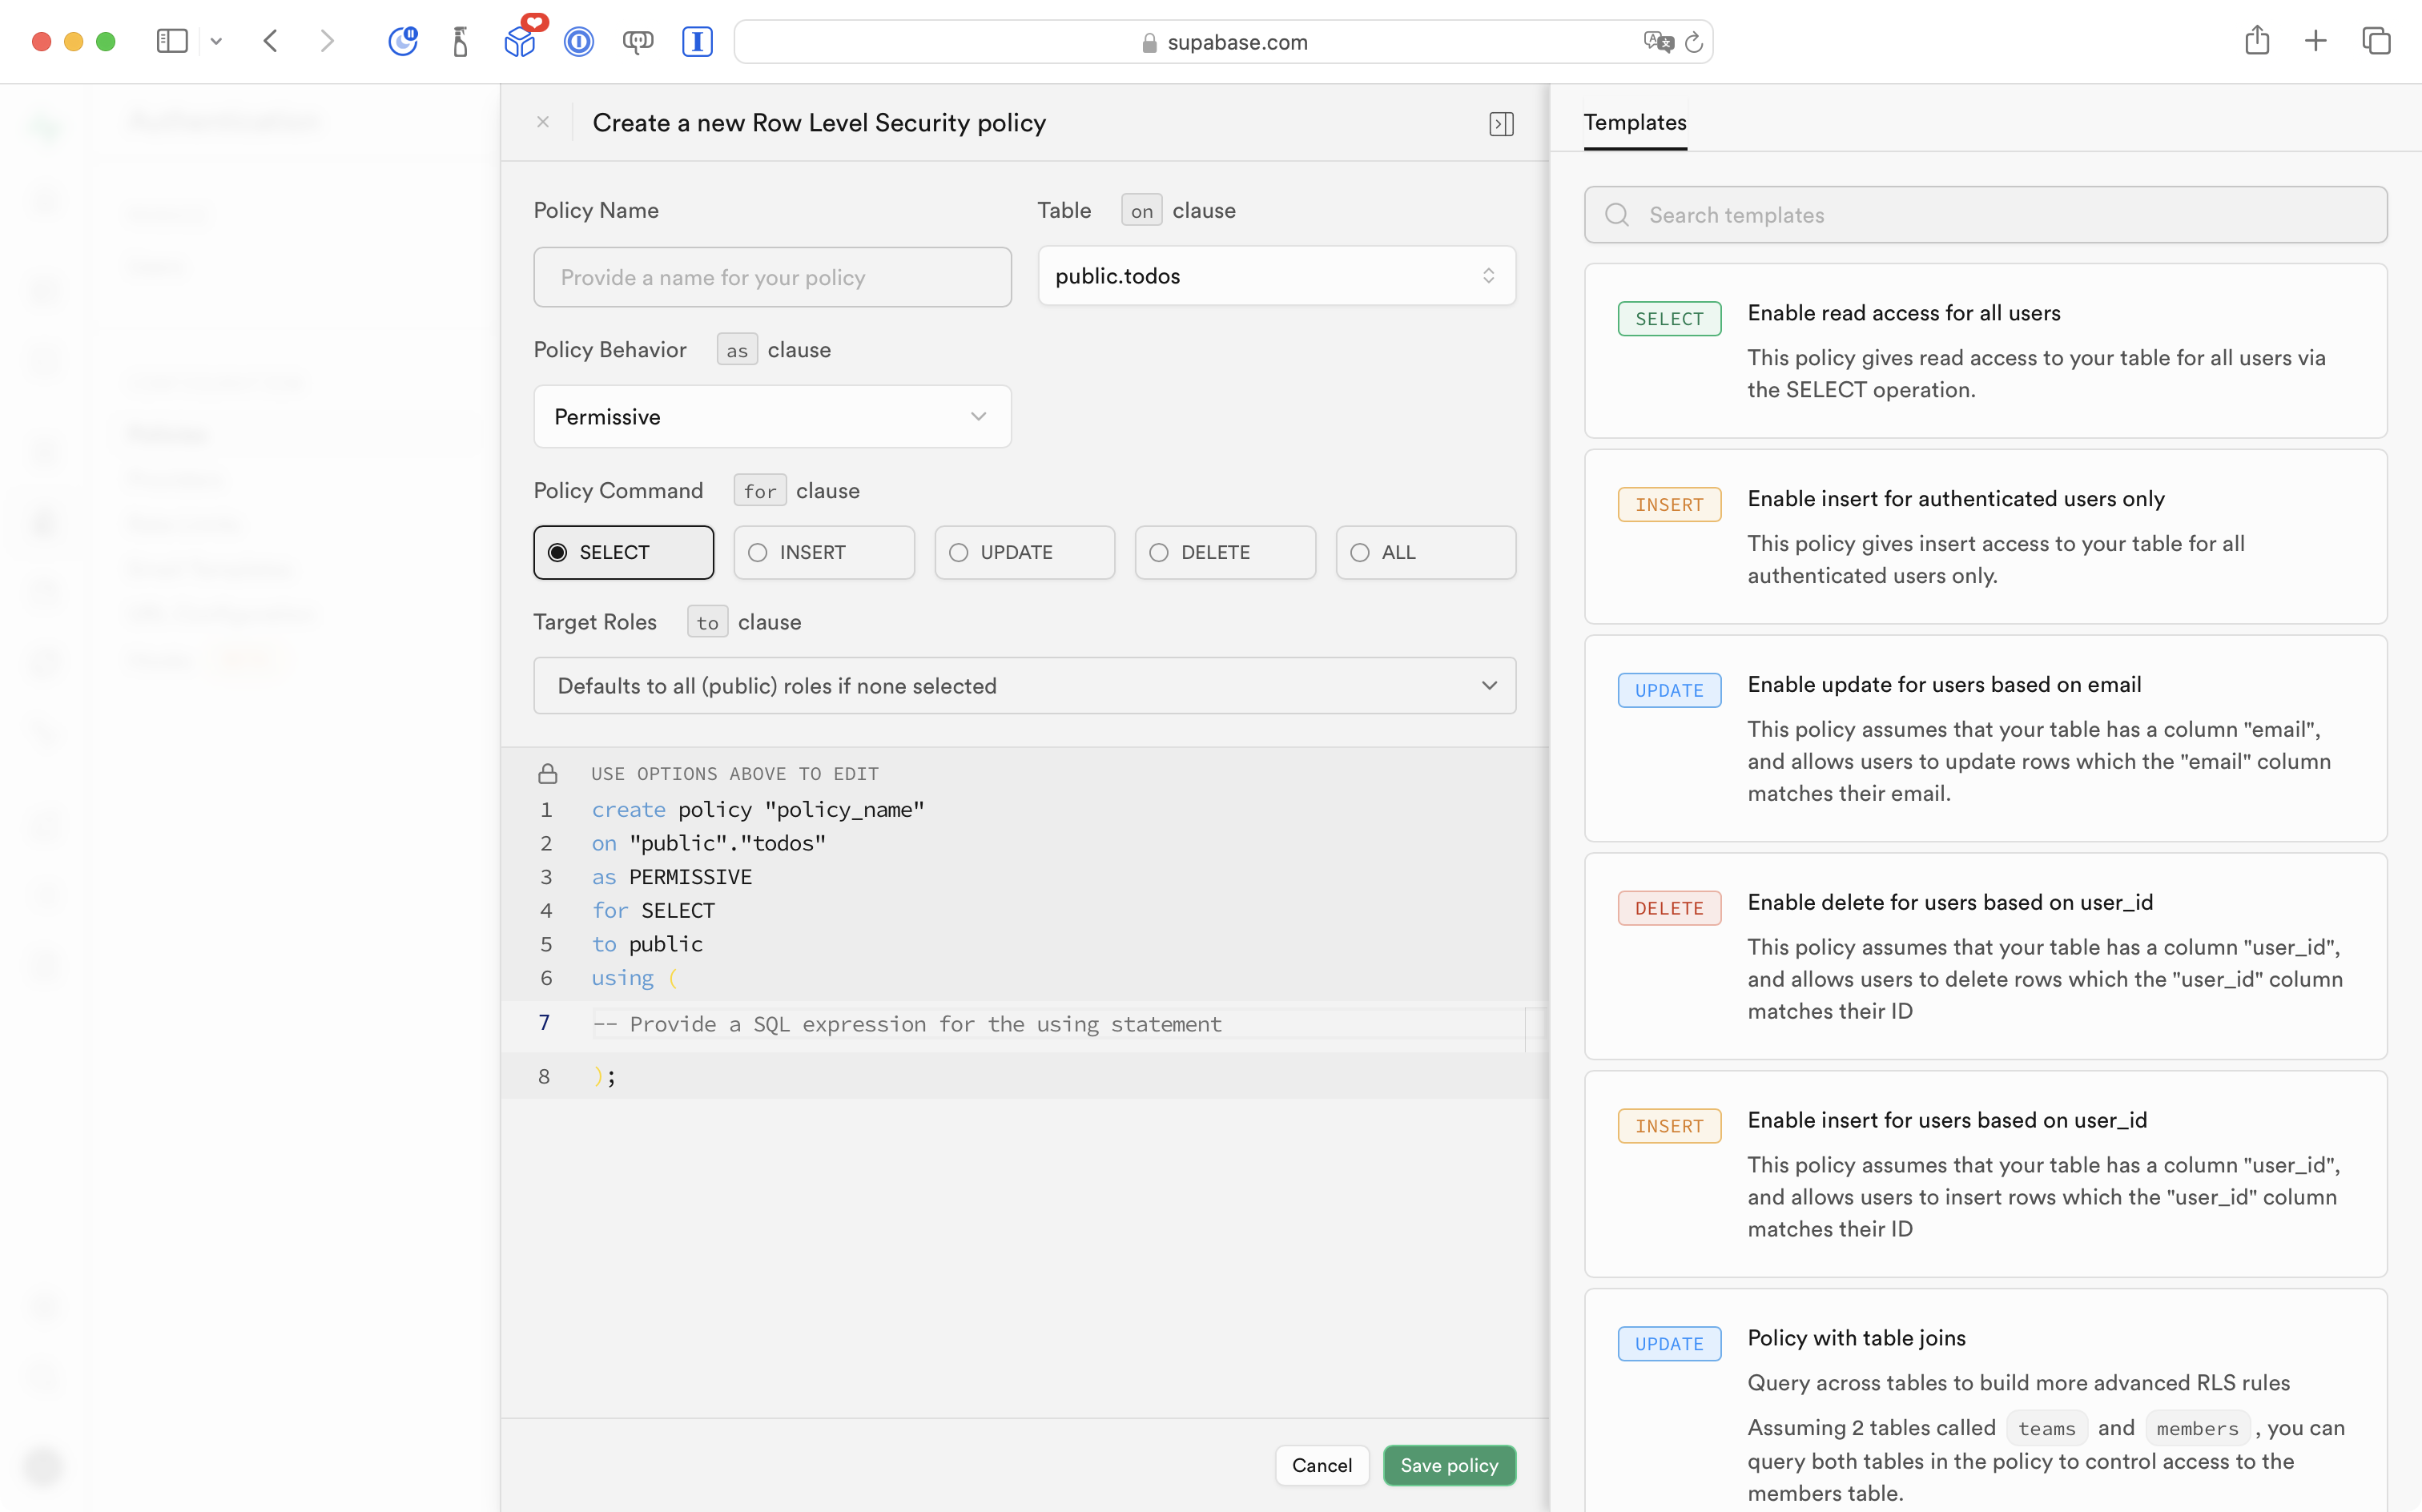 supabase.com
Create a new Row Level Security policy
Policy Name
Provide a name for your policy
Table on clause
public.todos
Policy Behavior as clause
Permissive
Policy Command for clause
SELECT
INSERT
UPDATE
DELETE
ALL
Target Roles to clause
Defaults to all (public) roles if none selected
USE OPTIONS ABOVE TO EDIT
1 create policy "policy_name"
2 on "public"."todos"
3 as PERMISSIVE
4 for SELECT
5 to public
6 using (
7 -- Provide a SQL expression for the using statement
8 );
Cancel
Save policy
Templates
Search templates
SELECT
Enable read access for all users
This policy gives read access to your table for all users via
the SELECT operation.
INSERT
Enable insert for authenticated users only
This policy gives insert access to your table for all
authenticated users only.
UPDATE
Enable update for users based on email
This policy assumes that your table has a column "email",
and allows users to update rows which the "email" column
matches their email.
DELETE
Enable delete for users based on user_id
This policy assumes that your table has a column "user_id",
and allows users to delete rows which the "user_id" column
matches their ID
INSERT
Enable insert for users based on user_id
This policy assumes that your table has a column "user_id",
and allows users to insert rows which the "user_id" column
matches their ID
UPDATE
Policy with table joins
Query across tables to build more advanced RLS rules
Assuming 2 tables called teams and members , you can
query both tables in the policy to control access to the
members table.